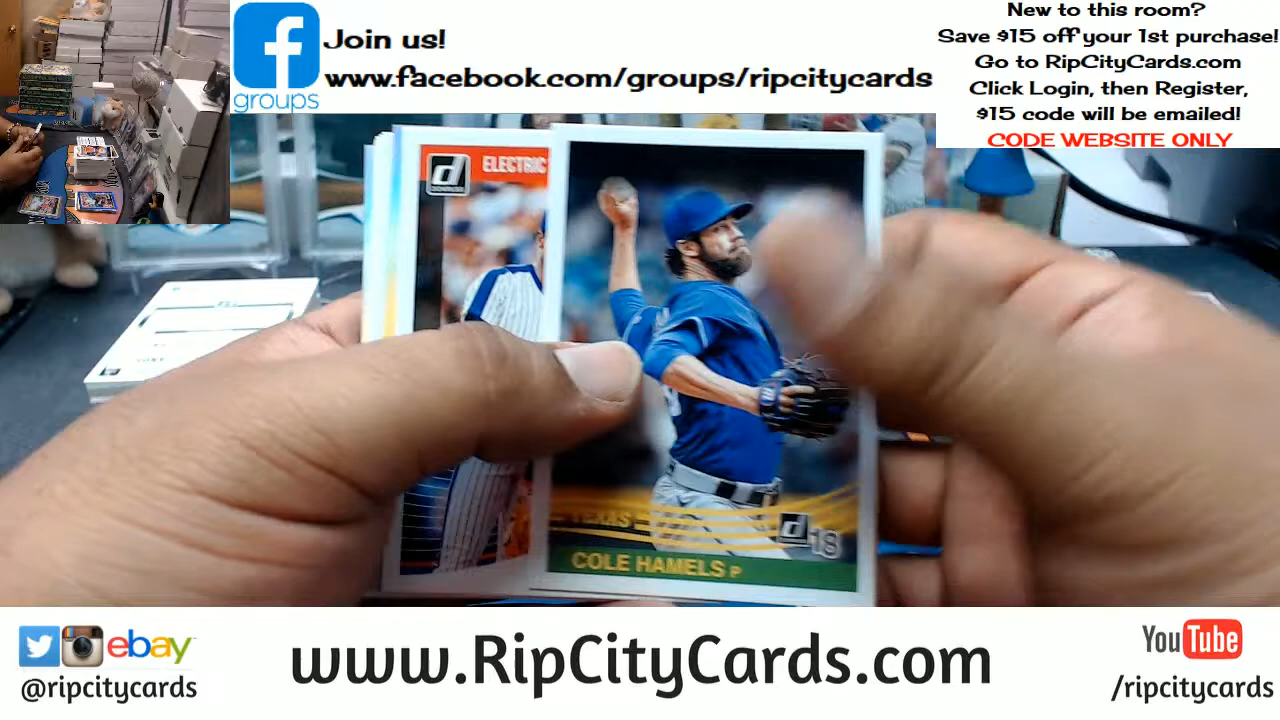 groups
Join us!
www.facebook.com/groups/ripcitycards
New to this room?
Save $15 off your 1st purchase!
Go to RipCityCards.com
Click Login, then Register,
$15 code will be emailed!
CODE WEBSITE ONLY
ELECTRIC
TEXAS
d 18
COLE HAMELS P
ebay
@ripcitycards
www.RipCityCards.com
YouTube
/ripcitycards